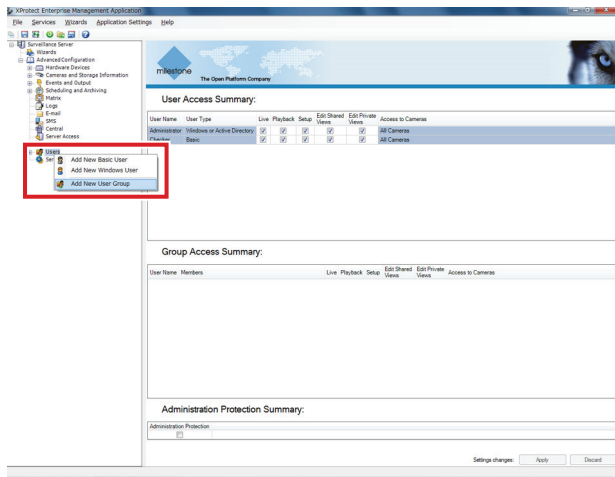 XProtect Enterprise Management Application
File Services Wizards Application Settings Help
Surveillance Server
Wizards
Advanced Configuration
Hardware Devices
Cameras and Storage Information
Events and Output
Scheduling and Archiving
Matrix
Logs
E-mail
SMS
Central
Server Access
Users
Ser
Add New Basic User
Add New Windows User
Add New User Group
milestone
The Open Platform Company
User Access Summary:
User Name User Type Live Playback Setup Edit Shared Views Edit Private Views Access to Cameras
Administrator Windows or Active Directory All Cameras
Checker Basic All Cameras
Group Access Summary:
User Name Members Live Playback Setup Edit Shared Views Edit Private Views Access to Cameras
Administration Protection Summary:
Administration Protection
Settings changes: Apply Discard